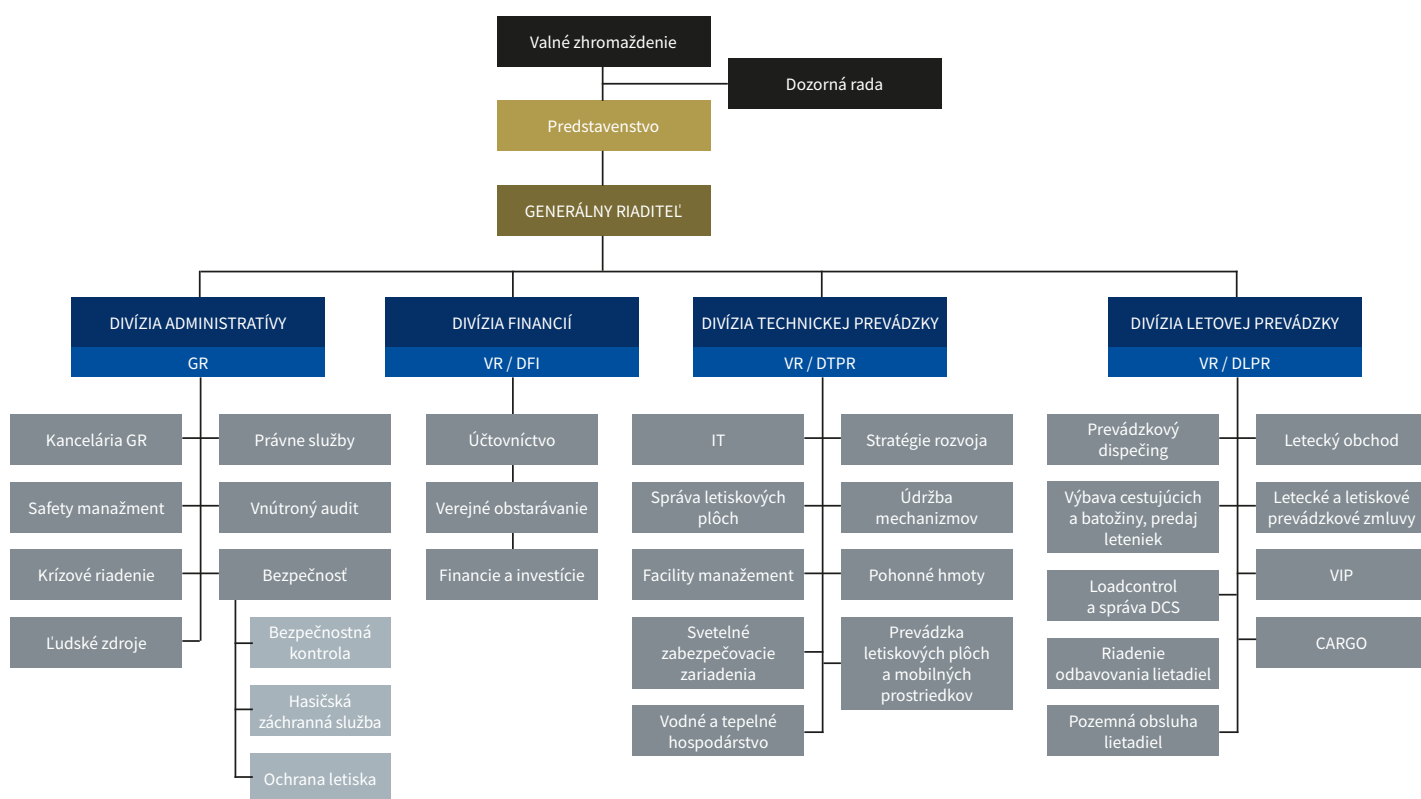 Valné zhromaždenie
Dozorná rada
Predstavenstvo
GENERÁLNY RIADITEĽ
DIVÍZIA ADMINISTRATÍVY
GR
Kancelária GR
Právne služby
Safety manažment
Vnútroný audit
Krízové riadenie
Bezpečnosť
Ľudské zdroje
Bezpečnostná
kontrola
Hasičská
záchranná služba
Ochrana letiska
DIVÍZIA FINANCIÍ
VR / DFI
Účtovníctvo
Verejné obstarávanie
Financie a investície
DIVÍZIA TECHNICKEJ PREVÁDZKY
VR / DTPR
IT
Stratégie rozvoja
Správa letiskových
plôch
Údržba
mechanizmov
Facility manažement
Pohonné hmoty
Svetelné
zabezpečovacie
zariadenia
Prevádzka
letiskových plôch
a mobilných
prostriedkov
Vodné a tepelné
hospodárstvo
DIVÍZIA LETOVEJ PREVÁDZKY
VR / DLPR
Prevádzkový
dispečing
Letecký obchod
Výbava cestujúcich
a batožiny, predaj
leteniek
Letecké a letiskové
prevádzkové zmluvy
Loadcontrol
a správa DCS
VIP
Riadenie
odbavovania lietadiel
CARGO
Pozemná obsluha
lietadiel